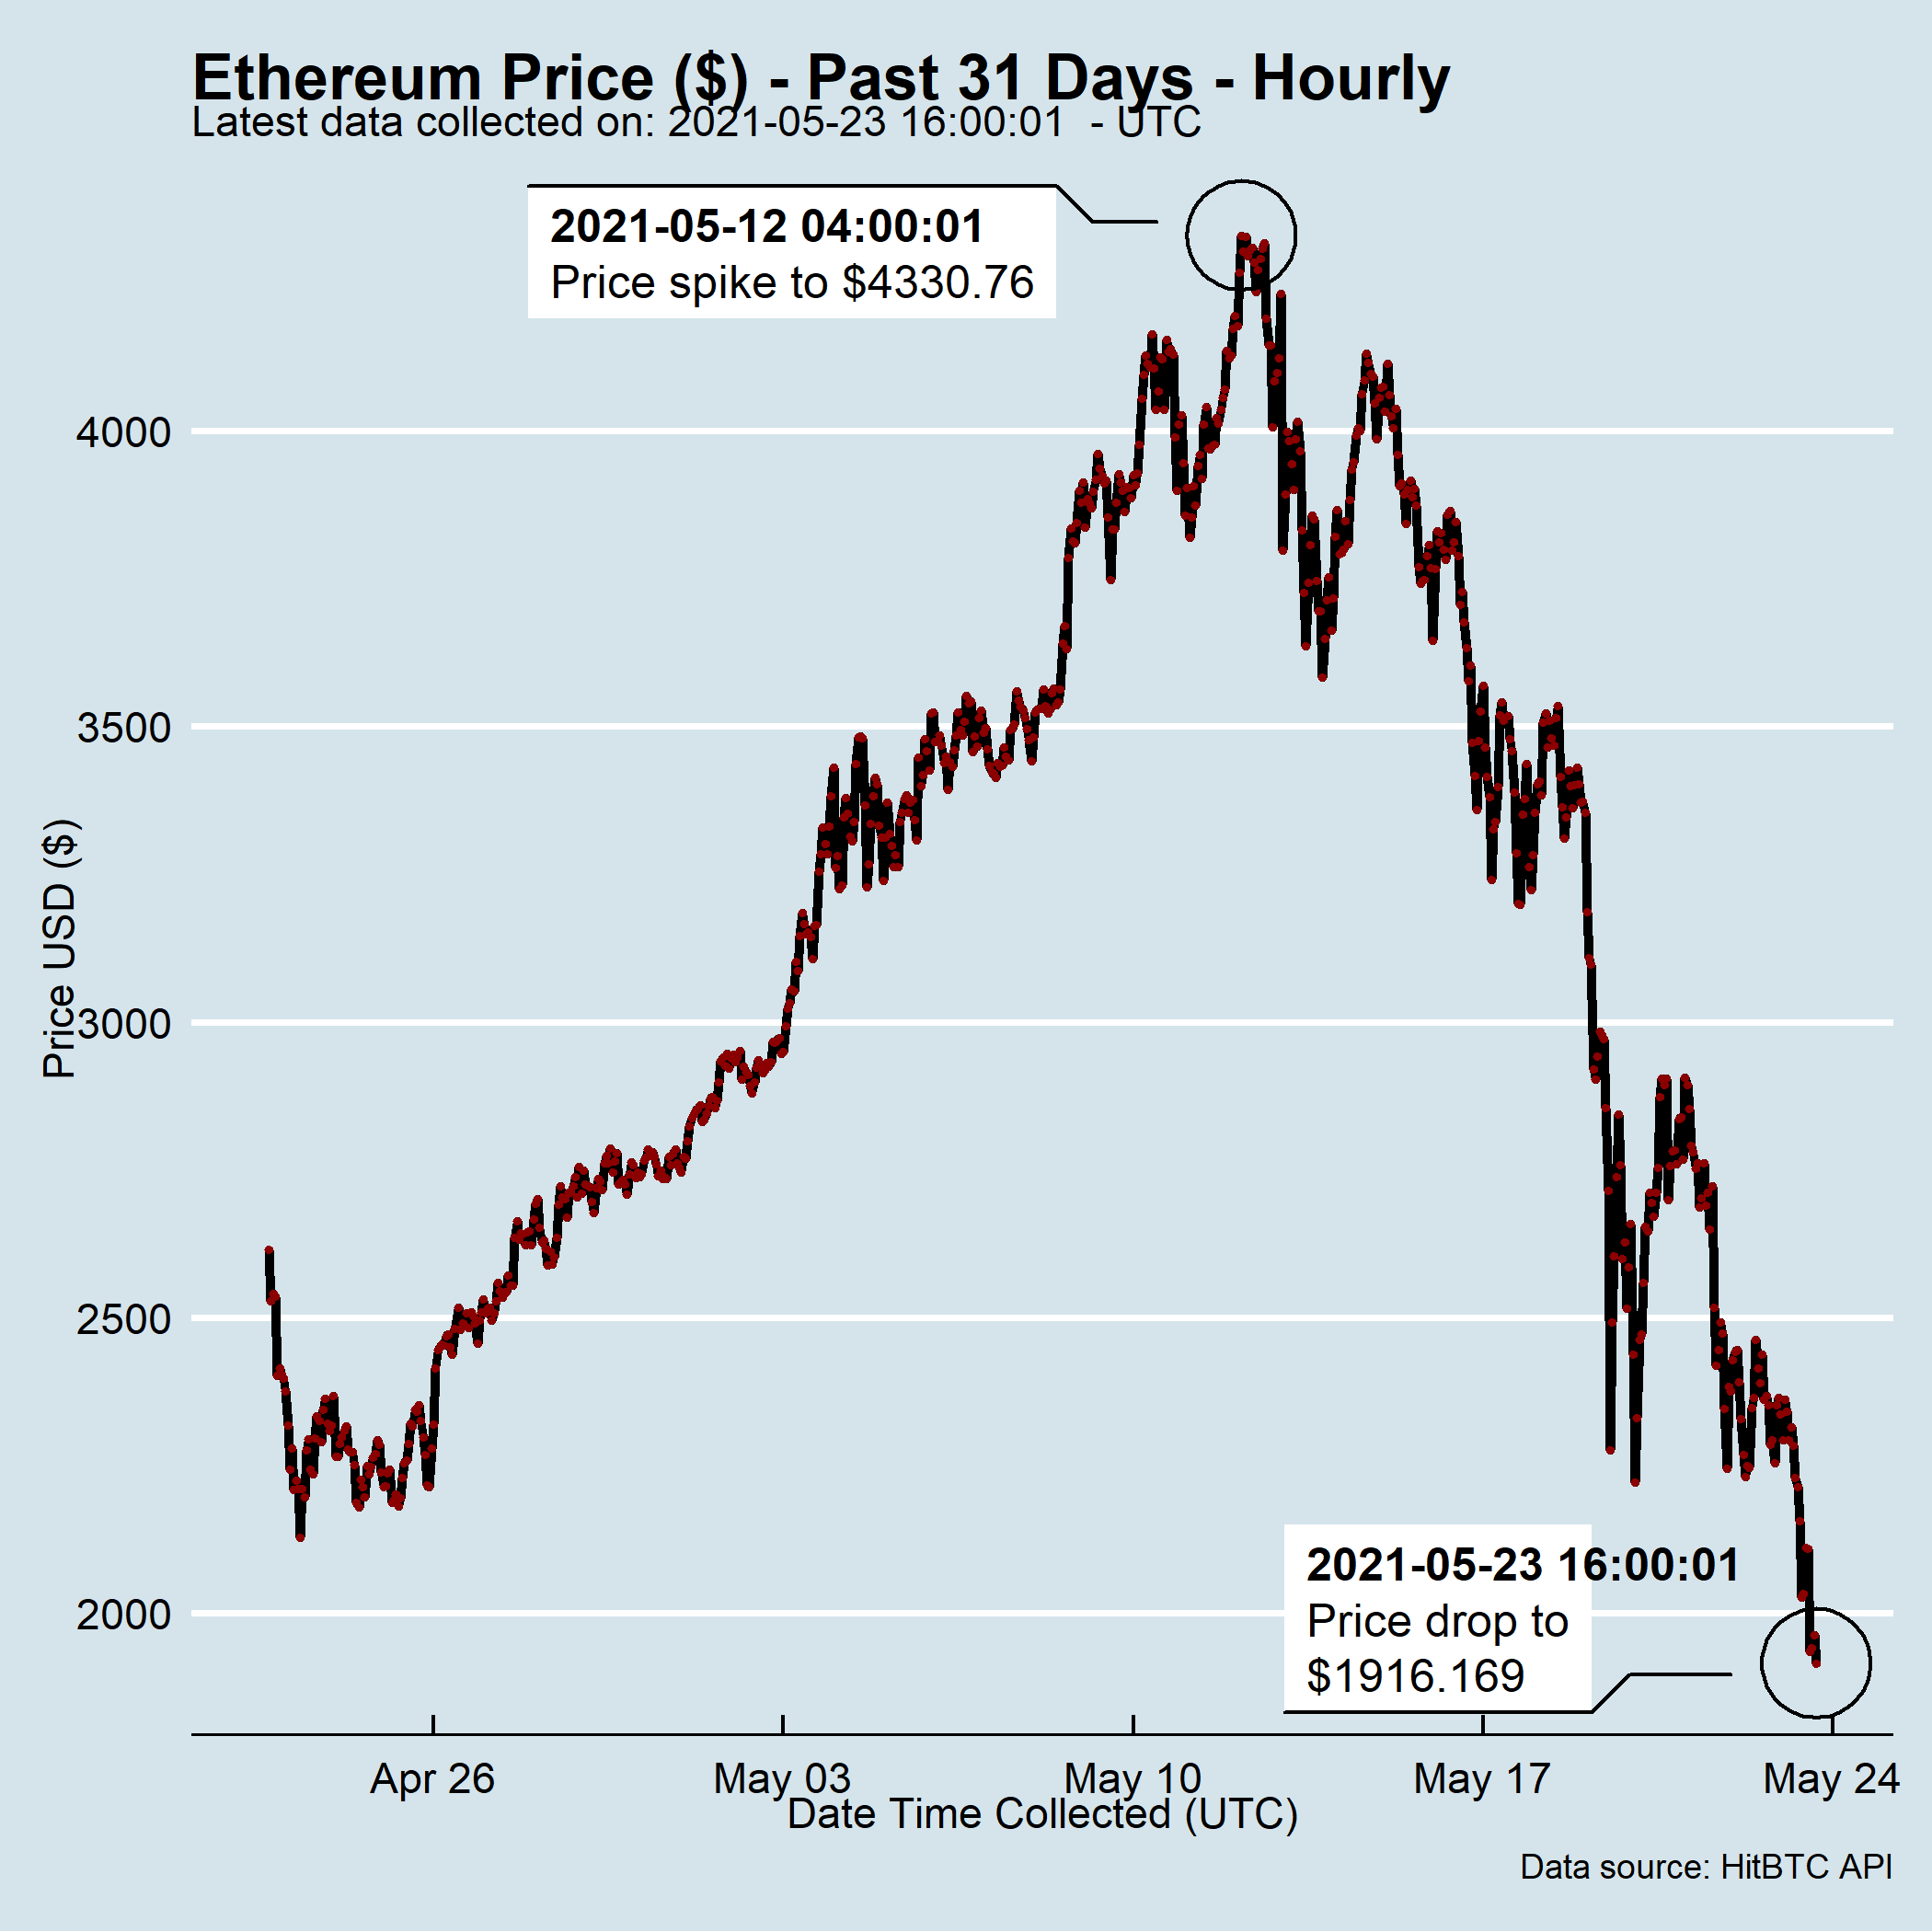 Ethereum Price ($) - Past 31 Days - Hourly
Latest data collected on: 2021-05-23 16:00:01  - UTC
2021-05-12 04:00:01
Price spike to $4330.76
4000
3500
3000
2500
2000
Price USD ($)
2021-05-23 16:00:01
Price drop to
$1916.169
Apr 26
May 03
May 10
May 17
May 24
Date Time Collected (UTC)
Data source: HitBTC API